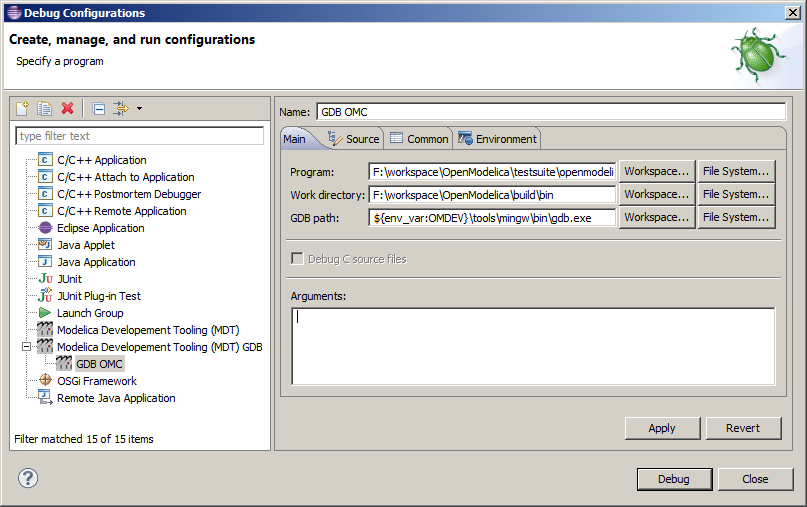 Debug Configurations
Create, manage, and run configurations
Specify a program
type filter text
C/C++ Application
C/C++ Attach to Application
C/C++ Postmortem Debugger
C/C++ Remote Application
Eclipse Application
Java Applet
Java Application
JUnit
JUnit Plug-in Test
Launch Group
Modelica Developement Tooling (MDT)
Modelica Developement Tooling (MDT) GDB
GDB OMC
OSGi Framework
Remote Java Application
Filter matched 15 of 15 items
Name: GDB OMC
Main Source Common Environment
Program: F:\workspace\OpenModelica\testsuite\openmodeli Workspace... File System...
Work directory: F:\workspace\OpenModelica\build\bin Workspace... File System...
GDB path: ${env_var:OMDEV}\tools\mingw\bin\gdb.exe Workspace... File System...
Debug C source files
Arguments:
Apply Revert
? Debug Close